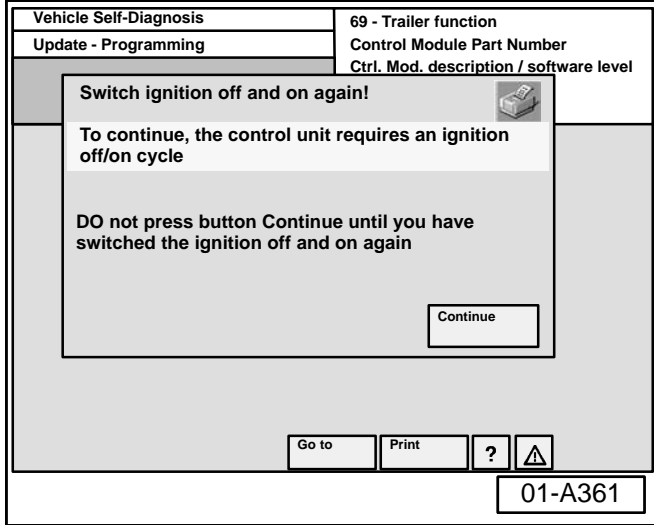 Vehicle Self-Diagnosis
Update - Programming
69 - Trailer function
Control Module Part Number
Ctrl. Mod. description / software level
Switch ignition off and on again!
To continue, the control unit requires an ignition
off/on cycle
DO not press button Continue until you have
switched the ignition off and on again
Continue
Go to
Print
?
01-A361